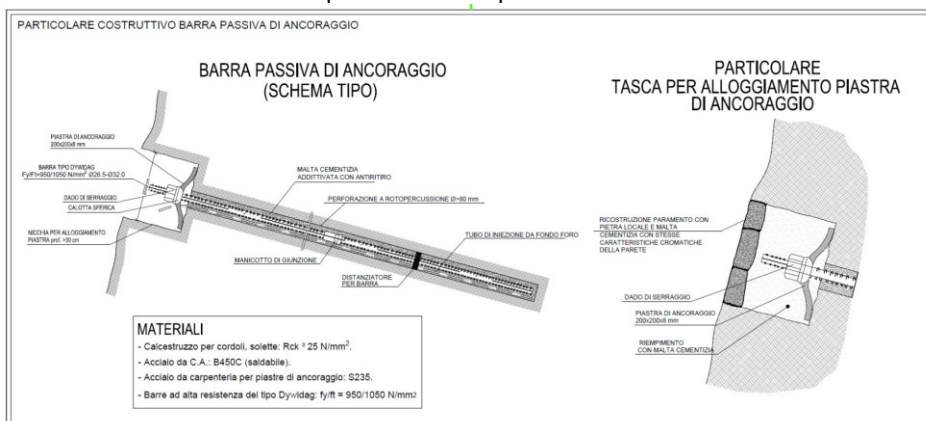 PARTICOLARE COSTRUTTIVO BARRA PASSIVA DI ANCORAGGIO
BARRA PASSIVA DI ANCORAGGIO
(SCHEMA TIPO)
PIASTRA DI ANCORAGGIO
200x200x8 mm
BARRA TIPO DYWIDAG
Fy/Ft=950/1050 N/mm² Ø26.5-Ø32.0
DADO DI SERRAGGIO
CALOTTA SFERICA
NICCHIA PER ALLOGGIAMENTO
PIASTRA prof. >30 cm
MALTA CEMENTIZIA
ADDITTIVATA CON ANTIRITIRO
PERFORAZIONE A ROTOPERCUSSIONE Ø=80 mm
TUBO DI INIEZIONE DA FONDO FORO
MANICOTTO DI GIUNZIONE
DISTANZIATORE
PER BARRA
MATERIALI
- Calcestruzzo per cordoli, solette: Rck ³ 25 N/mm².
- Acciaio da C.A.: B450C (saldabile).
- Acciaio da carpenteria per piastre di ancoraggio: S235.
- Barre ad alta resistenza del tipo Dywidag: fy/ft = 950/1050 N/mm2
PARTICOLARE
TASCA PER ALLOGGIAMENTO PIASTRA
DI ANCORAGGIO
RICOSTRUZIONE PARAMENTO CON
PIETRA LOCALE E MALTA
CEMENTIZIA CON STESSE
CARATTERISTICHE CROMATICHE
DELLA PARETE
DADO DI SERRAGGIO
PIASTRA DI ANCORAGGIO
200x200x8 mm
RIEMPIMENTO
CON MALTA CEMENTIZIA